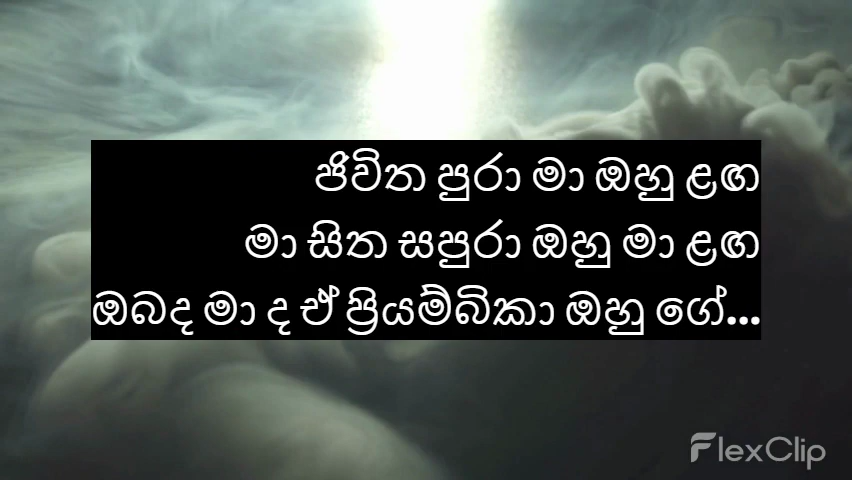 ජිවිත පුරා මා ඔහු ළඟ
මා සිත සපුරා ඔහු මා ළඟ
ඔබද මා ද ඒ ප්‍රියම්බිකා ඔහු ගේ...
FlexClip